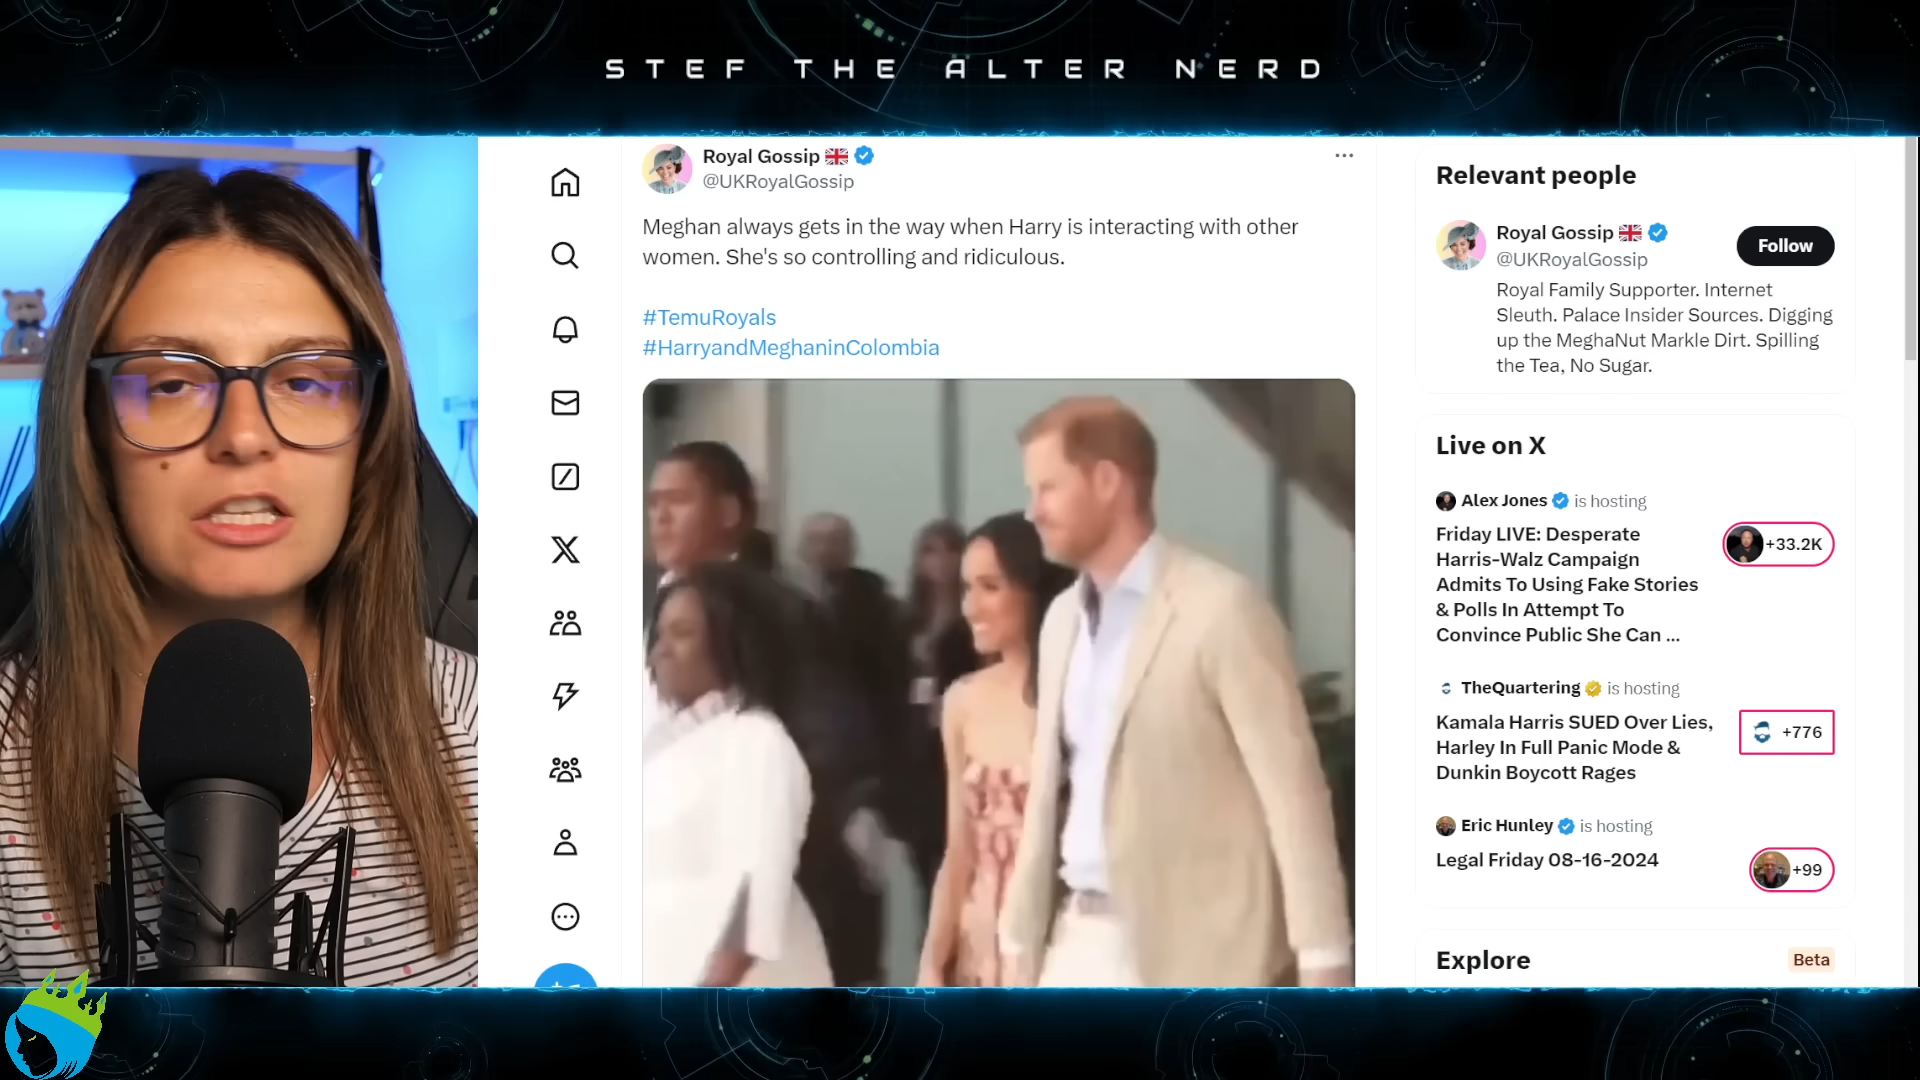 STEF THE ALTER NERD
Royal Gossip
@UKRoyalGossip
Meghan always gets in the way when Harry is interacting with other
women. She's so controlling and ridiculous.
#TemuRoyals
#HarryandMeghaninColombia
Relevant people
Royal Gossip
@UKRoyalGossip
Follow
Royal Family Supporter. Internet
Sleuth. Palace Insider Sources. Digging
up the MeghaNut Markle Dirt. Spilling
the Tea, No Sugar.
Live on X
Alex Jones is hosting
Friday LIVE: Desperate
Harris-Walz Campaign
Admits To Using Fake Stories
& Polls In Attempt To
Convince Public She Can ...
+33.2K
TheQuartering is hosting
Kamala Harris SUED Over Lies,
Harley In Full Panic Mode &
Dunkin Boycott Rages
+776
Eric Hunley is hosting
Legal Friday 08-16-2024
+99
Explore
Beta